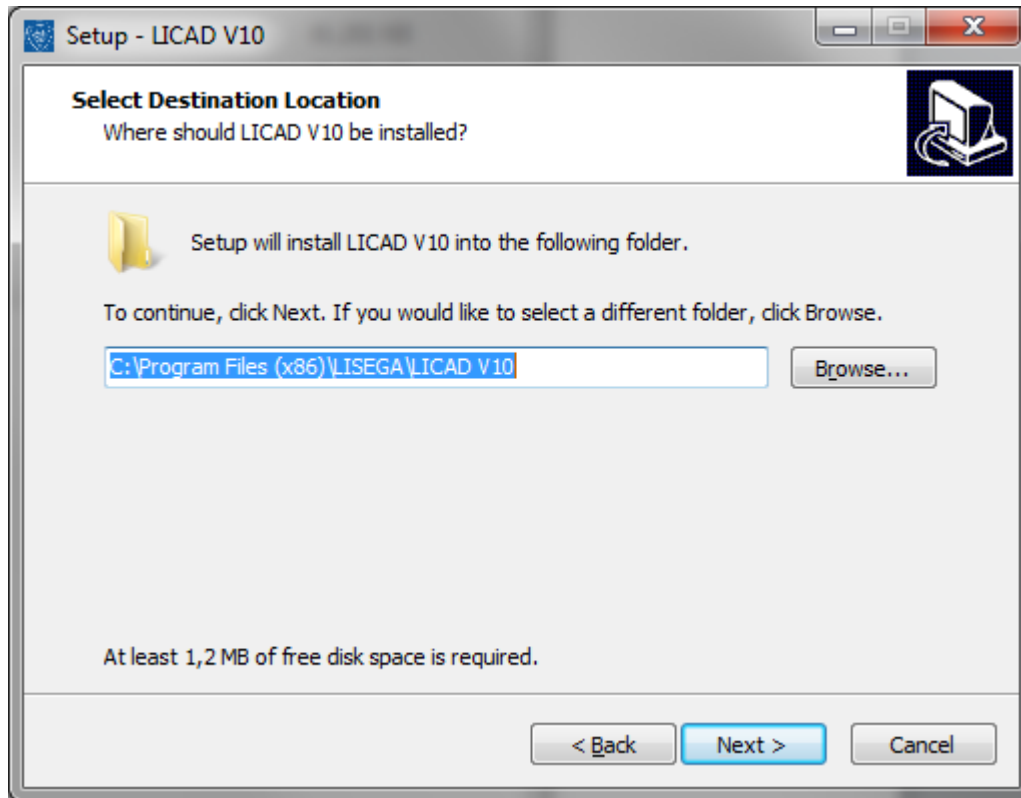 Setup - LICAD V10
Select Destination Location
Where should LICAD V10 be installed?
Setup will install LICAD V10 into the following folder.
To continue, click Next. If you would like to select a different folder, click Browse.
C:\Program Files (x86)\LISEGA\LICAD V10
Browse...
At least 1,2 MB of free disk space is required.
< Back
Next >
Cancel